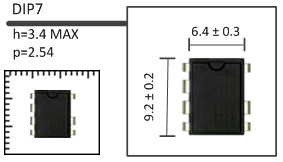 DIP7
h=3.4 MAX
p=2.54
6.4 ± 0.3
9.2 ± 0.2